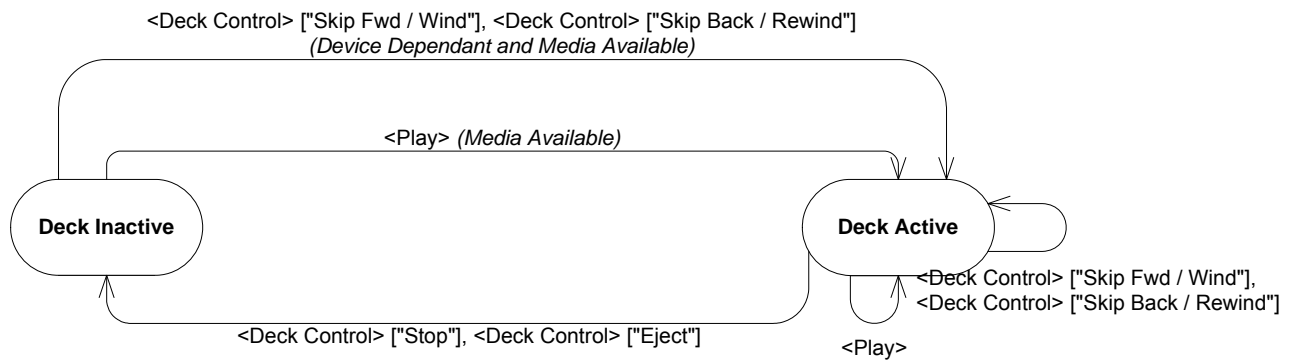 <Deck Control> ["Skip Fwd / Wind"], <Deck Control> ["Skip Back / Rewind"]
(Device Dependant and Media Available)
<Play> (Media Available)
Deck Inactive
Deck Active
<Deck Control> ["Skip Fwd / Wind"],
<Deck Control> ["Skip Back / Rewind"]
<Deck Control> ["Stop"], <Deck Control> ["Eject"]
<Play>